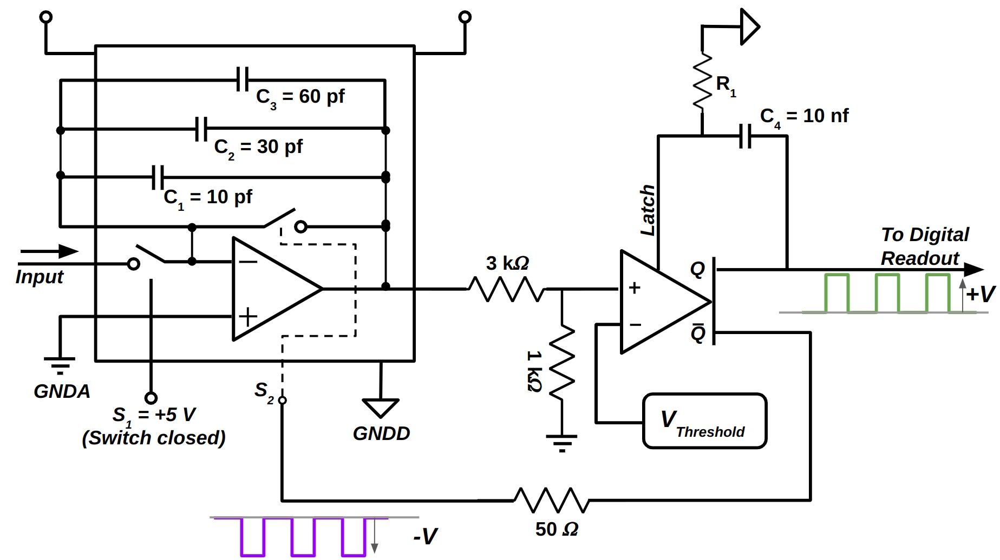 C3 = 60 pf
C2 = 30 pf
C1 = 10 pf
R1
C4 = 10 nf
Latch
To Digital
Readout
Input
3 kΩ
Q
+V
+
−
Q̅
1 kΩ
GNDA
S2
S1 = +5 V
(Switch closed)
GNDD
VThreshold
50 Ω
-V